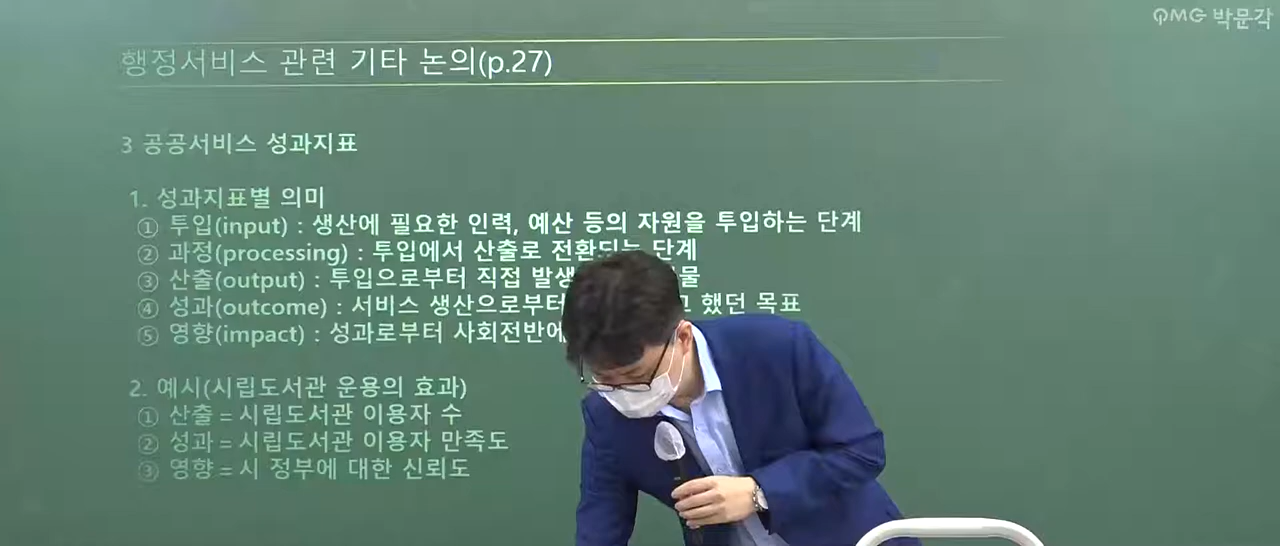 PMG 박문각
행정서비스 관련 기타 논의(p.27)
3 공공서비스 성과지표
1. 성과지표별 의미
① 투입(input) : 생산에 필요한 인력, 예산 등의 자원을 투입하는 단계
② 과정(processing) : 투입에서 산출로 전환되는 단계
③ 산출(output) : 투입으로부터 직접 발생
④ 성과(outcome) : 서비스 생산으로부터 했던 목표
⑤ 영향(impact) : 성과로부터 사회전반에
2. 예시(시립도서관 운용의 효과)
① 산출 = 시립도서관 이용자 수
② 성과 = 시립도서관 이용자 만족도
③ 영향 = 시 정부에 대한 신뢰도